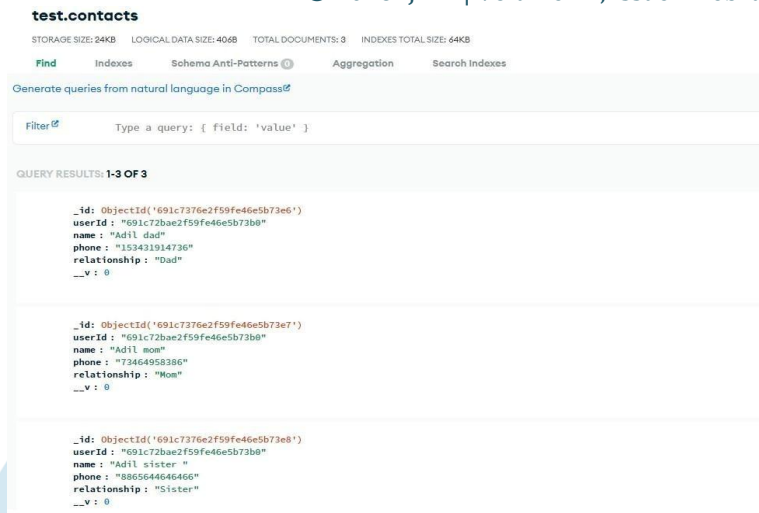 test.contacts
STORAGE SIZE: 24KB LOGICAL DATA SIZE: 406B TOTAL DOCUMENTS: 3 INDEXES TOTAL SIZE: 64KB
Find Indexes Schema Anti-Patterns 0 Aggregation Search Indexes
Generate queries from natural language in Compass
Filter Type a query: { field: 'value' }
QUERY RESULTS: 1-3 OF 3
_id: ObjectId('691c7376e2f59fe46e5b73e6')
userId : "691c72bae2f59fe46e5b73b0"
name : "Adil dad"
phone : "153431914736"
relationship : "Dad"
__v : 0
_id: ObjectId('691c7376e2f59fe46e5b73e7')
userId : "691c72bae2f59fe46e5b73b0"
name : "Adil mom"
phone : "73464958386"
relationship : "Mom"
__v : 0
_id: ObjectId('691c7376e2f59fe46e5b73e8')
userId : "691c72bae2f59fe46e5b73b0"
name : "Adil sister "
phone : "8865644646466"
relationship : "Sister"
__v : 0